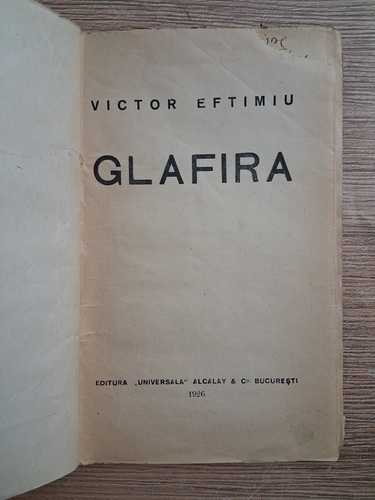 VICTOR EFTIMIU
GLAFIRA
EDITURA „UNIVERSALA" ALCALAY & Co. BUCUREȘTI
1926